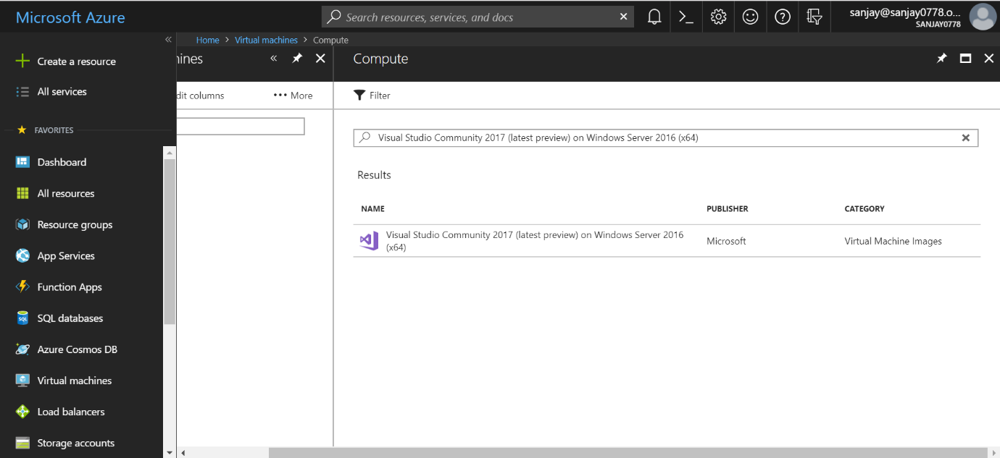 Microsoft Azure
Search resources, services, and docs
sanjay@sanjay0778.o...
SANJAY0778
Home > Virtual machines > Compute
Create a resource
All services
FAVORITES
Dashboard
All resources
Resource groups
App Services
Function Apps
SQL databases
Azure Cosmos DB
Virtual machines
Load balancers
Storage accounts
hines
dit columns
More
Compute
Filter
Visual Studio Community 2017 (latest preview) on Windows Server 2016 (x64)
Results
NAME PUBLISHER CATEGORY
Visual Studio Community 2017 (latest preview) on Windows Server 2016
(x64)
Microsoft
Virtual Machine Images